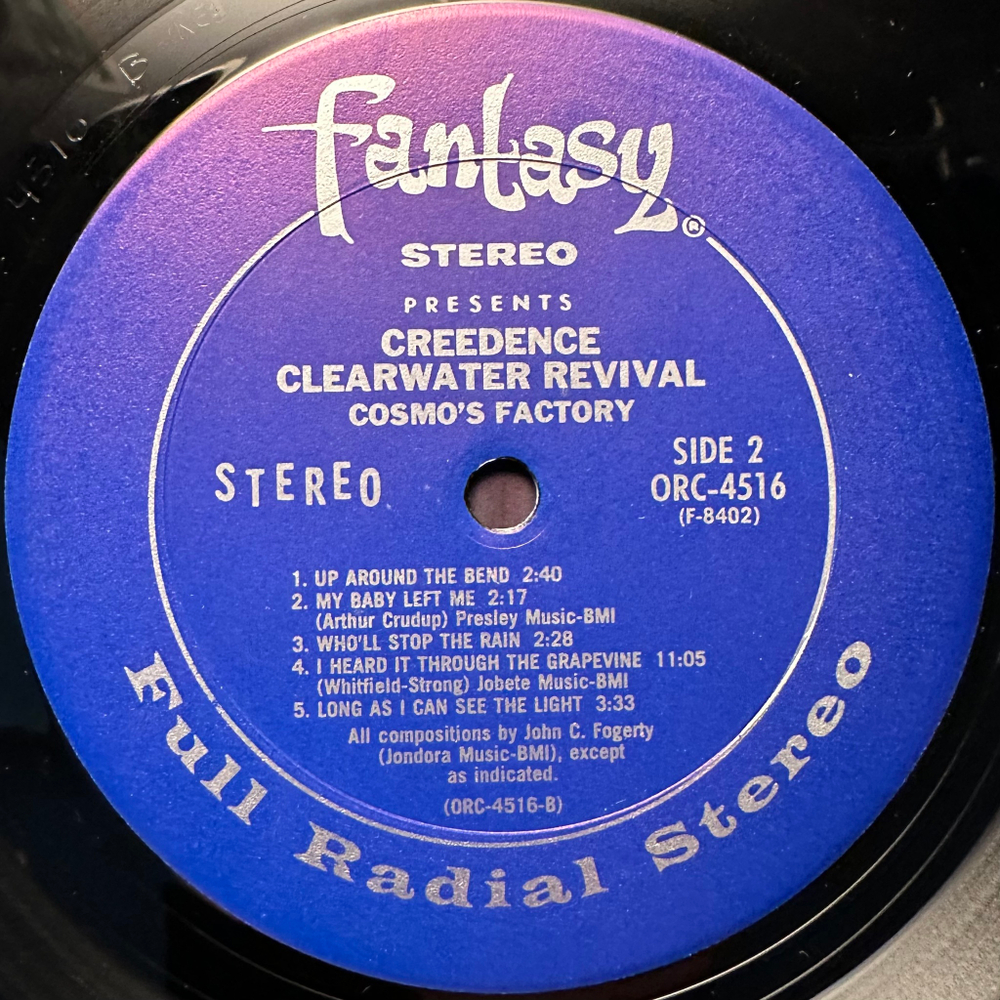 fantasy®
STEREO
PRESENTS
CREEDENCE
CLEARWATER REVIVAL
COSMO'S FACTORY
STEREO
SIDE 2
ORC-4516
(F-8402)
1. UP AROUND THE BEND 2:40
2. MY BABY LEFT ME 2:17
(Arthur Crudup) Presley Music-BMI
3. WHO'LL STOP THE RAIN 2:28
4. I HEARD IT THROUGH THE GRAPEVINE 11:05
(Whitfield-Strong) Jobete Music-BMI
5. LONG AS I CAN SEE THE LIGHT 3:33
All compositions by John C. Fogerty
(Jondora Music-BMI), except
as indicated.
(ORC-4516-B)
Full Radial Stereo